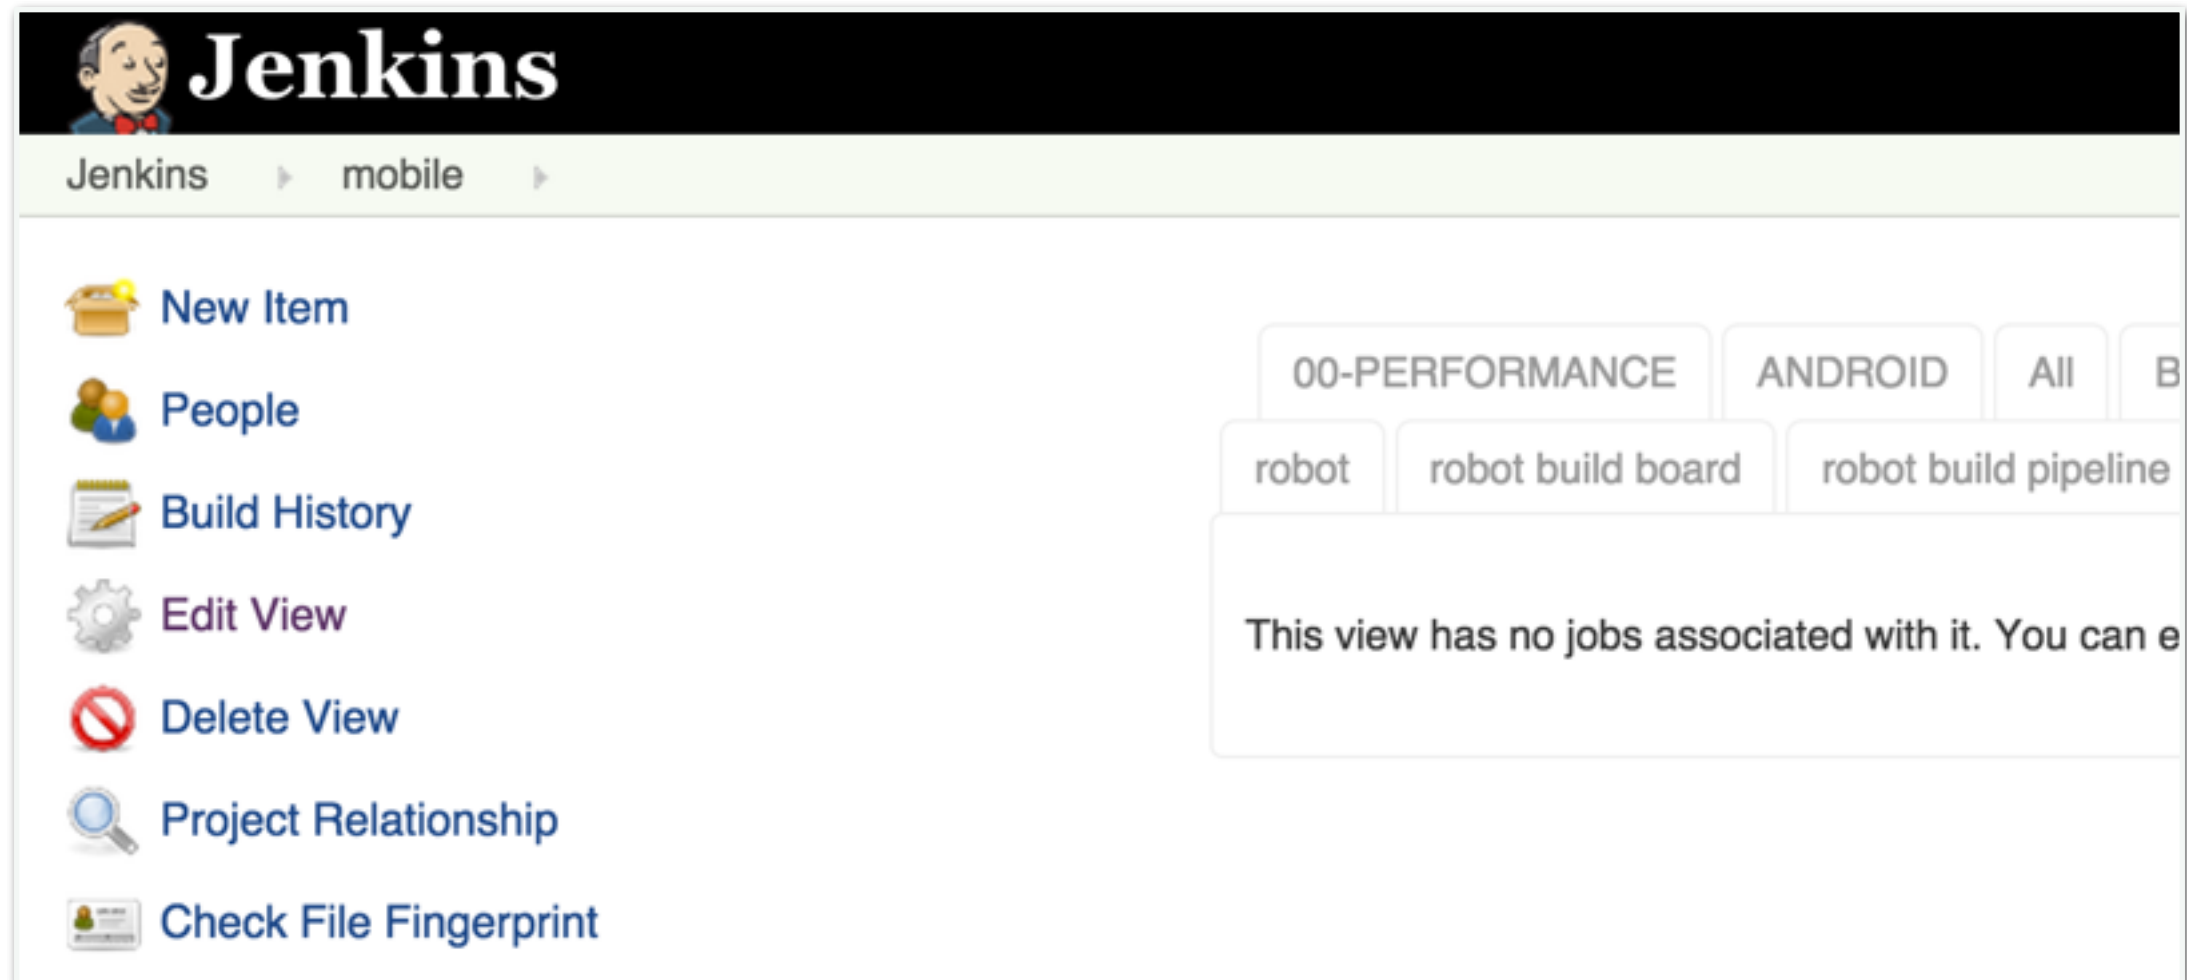 Jenkins
Jenkins mobile
New Item
People
Build History
Edit View
Delete View
Project Relationship
Check File Fingerprint
00-PERFORMANCE ANDROID All B
robot robot build board robot build pipeline
This view has no jobs associated with it. You can e